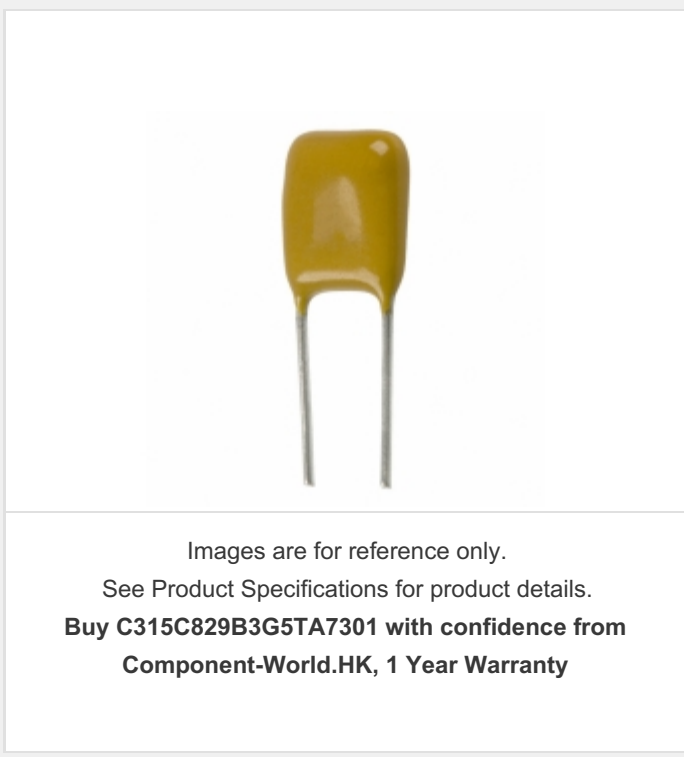 Images are for reference only.
See Product Specifications for product details.
Buy C315C829B3G5TA7301 with confidence from
Component-World.HK, 1 Year Warranty